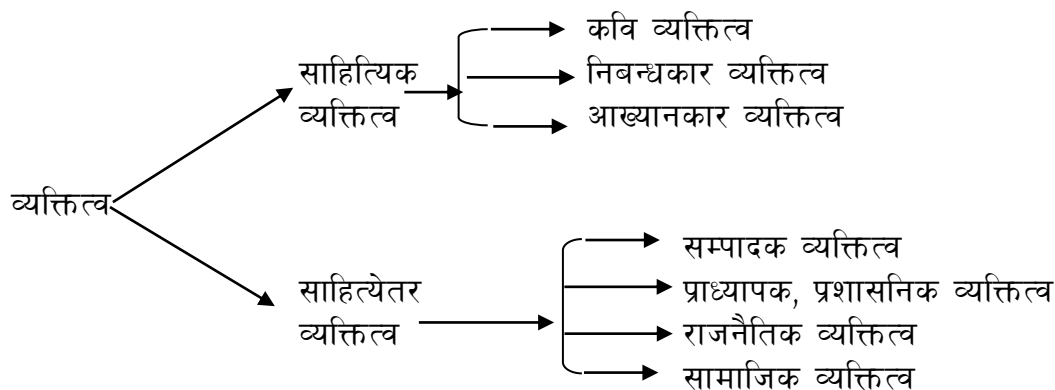 कवि व्यक्तित्व
साहित्यिक
व्यक्तित्व
निबन्धकार व्यक्तित्व
आख्यानकार व्यक्तित्व
व्यक्तित्व
साहित्येतर
व्यक्तित्व
सम्पादक व्यक्तित्व
प्राध्यापक, प्रशासनिक व्यक्तित्व
राजनैतिक व्यक्तित्व
सामाजिक व्यक्तित्व